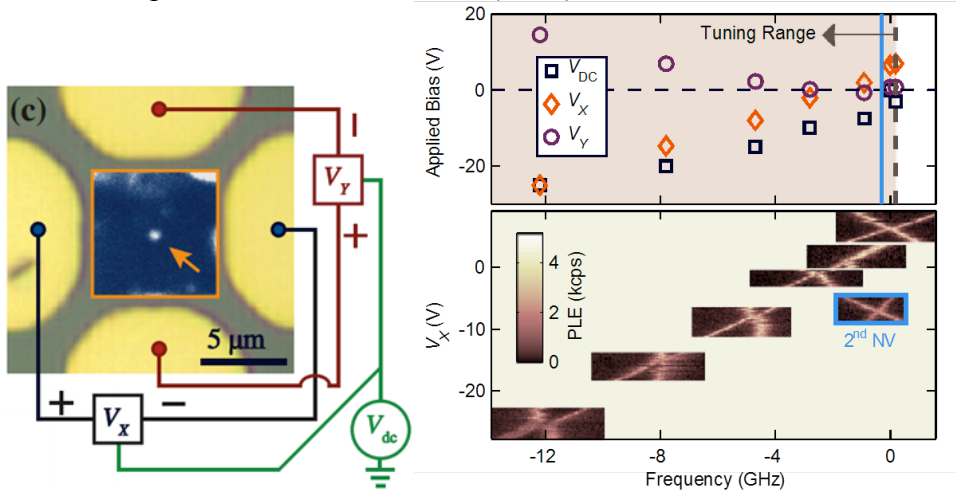 (c)
5 μm
−
V_Y
+
+
V_X
−
V_dc
Applied Bias (V)
20
0
-20
Tuning Range
V_DC
V_X
V_Y
V_X (V)
0
-10
-20
4
0
PLE (kcps)
2nd NV
-12
-8
-4
0
Frequency (GHz)